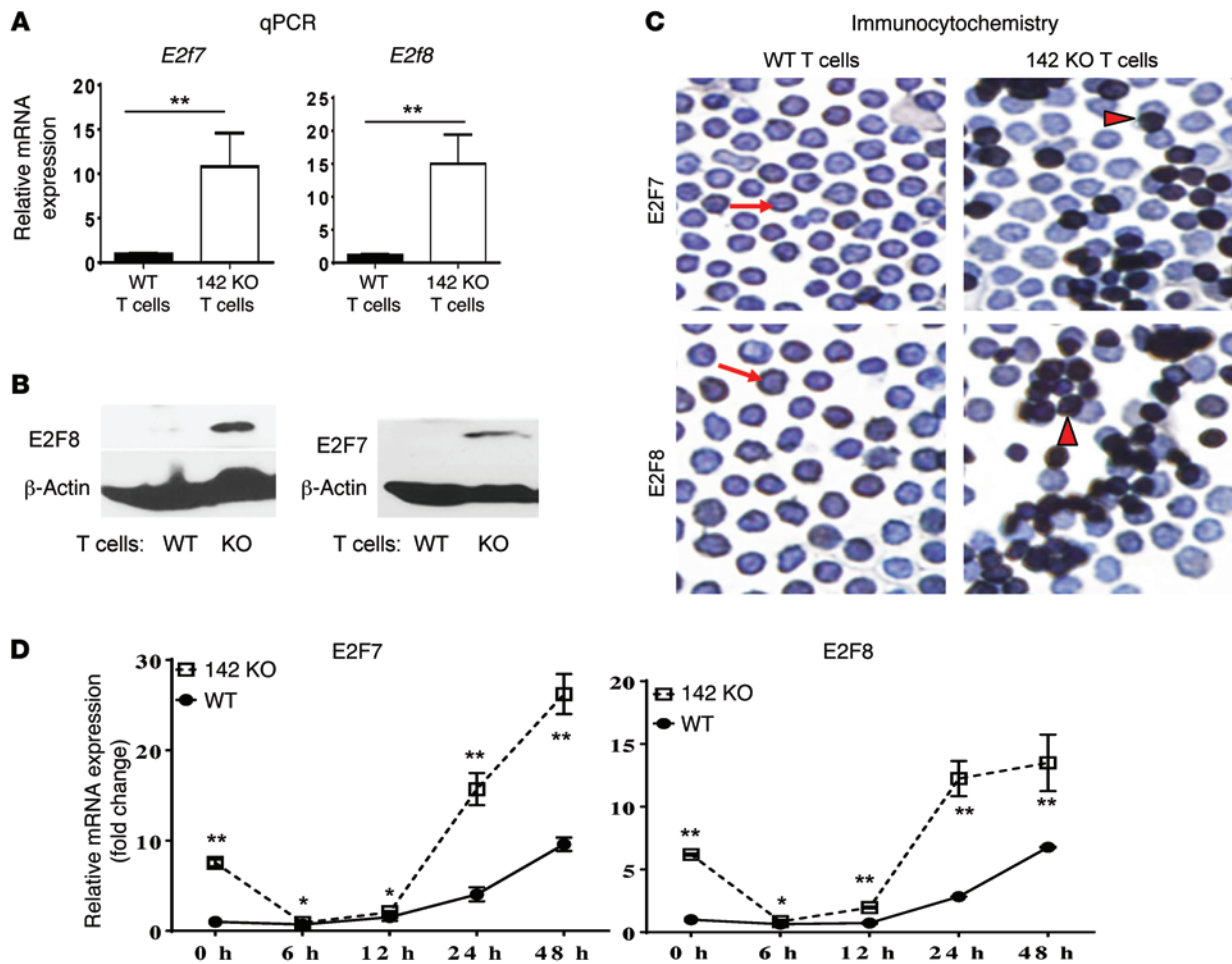 A
qPCR
E2f7
E2f8
Relative mRNA
expression
20
15
10
5
0
**
WT
T cells
142 KO
T cells
25
20
15
10
5
0
**
WT
T cells
142 KO
T cells
B
E2F8
β-Actin
T cells: WT KO
E2F7
β-Actin
T cells: WT KO
C
Immunocytochemistry
WT T cells
142 KO T cells
E2F7
E2F8
D
E2F7
142 KO
WT
Relative mRNA expression
(fold change)
30
20
10
0
**
*
*
**
**
0 h 6 h 12 h 24 h 48 h
E2F8
142 KO
WT
20
15
10
5
0
**
*
**
**
**
0 h 6 h 12 h 24 h 48 h